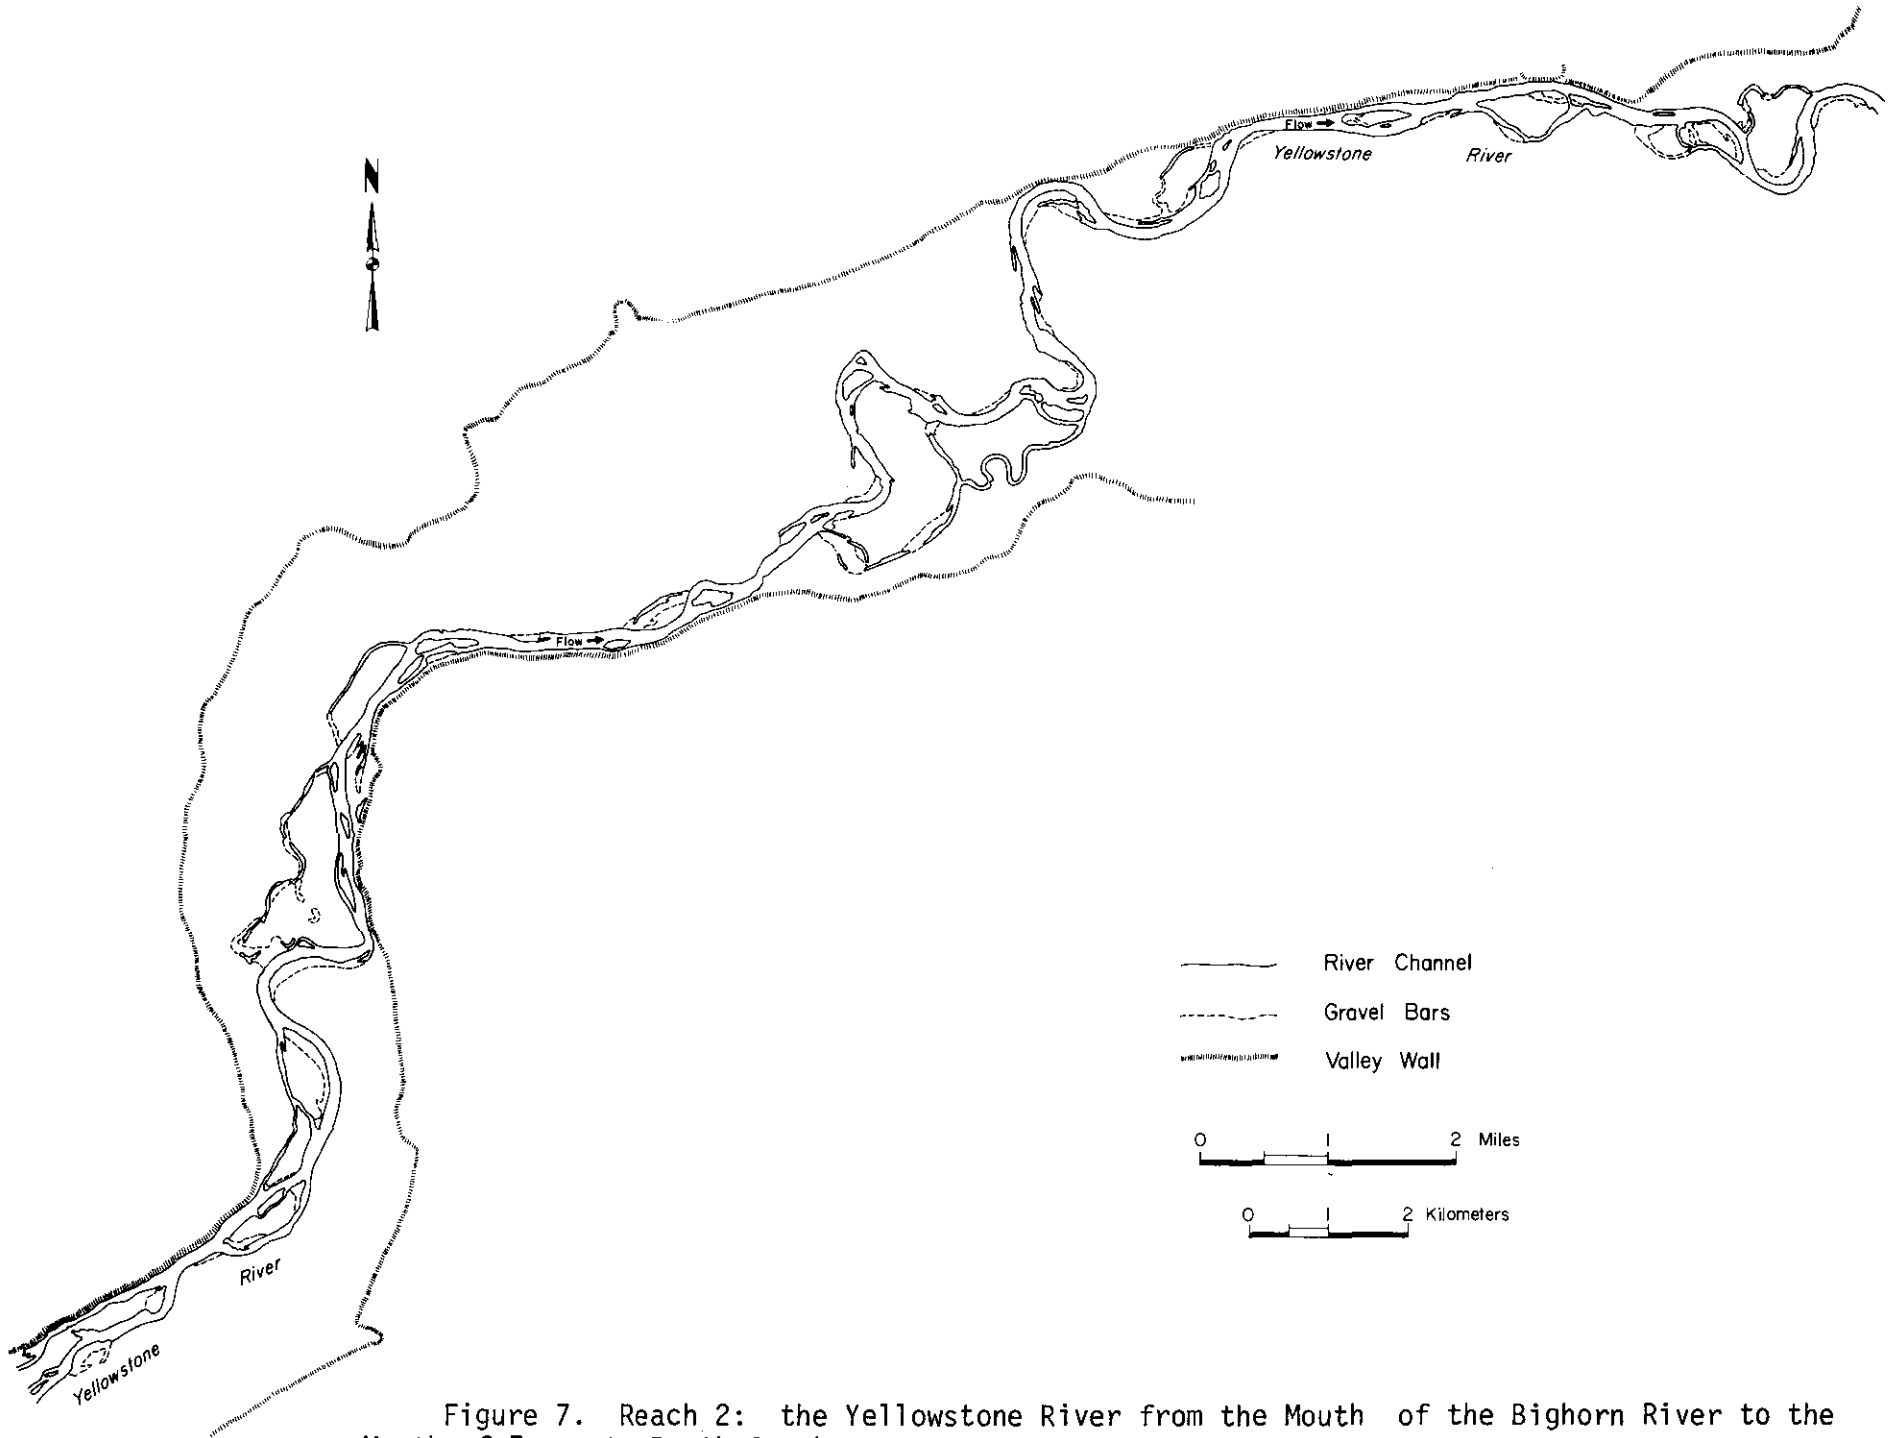 N
Flow
Yellowstone River
Flow
River Channel
Gravel Bars
Valley Wall
0 1 2 Miles
0 1 2 Kilometers
River
Yellowstone
Figure 7. Reach 2: the Yellowstone River from the Mouth of the Bighorn River to the